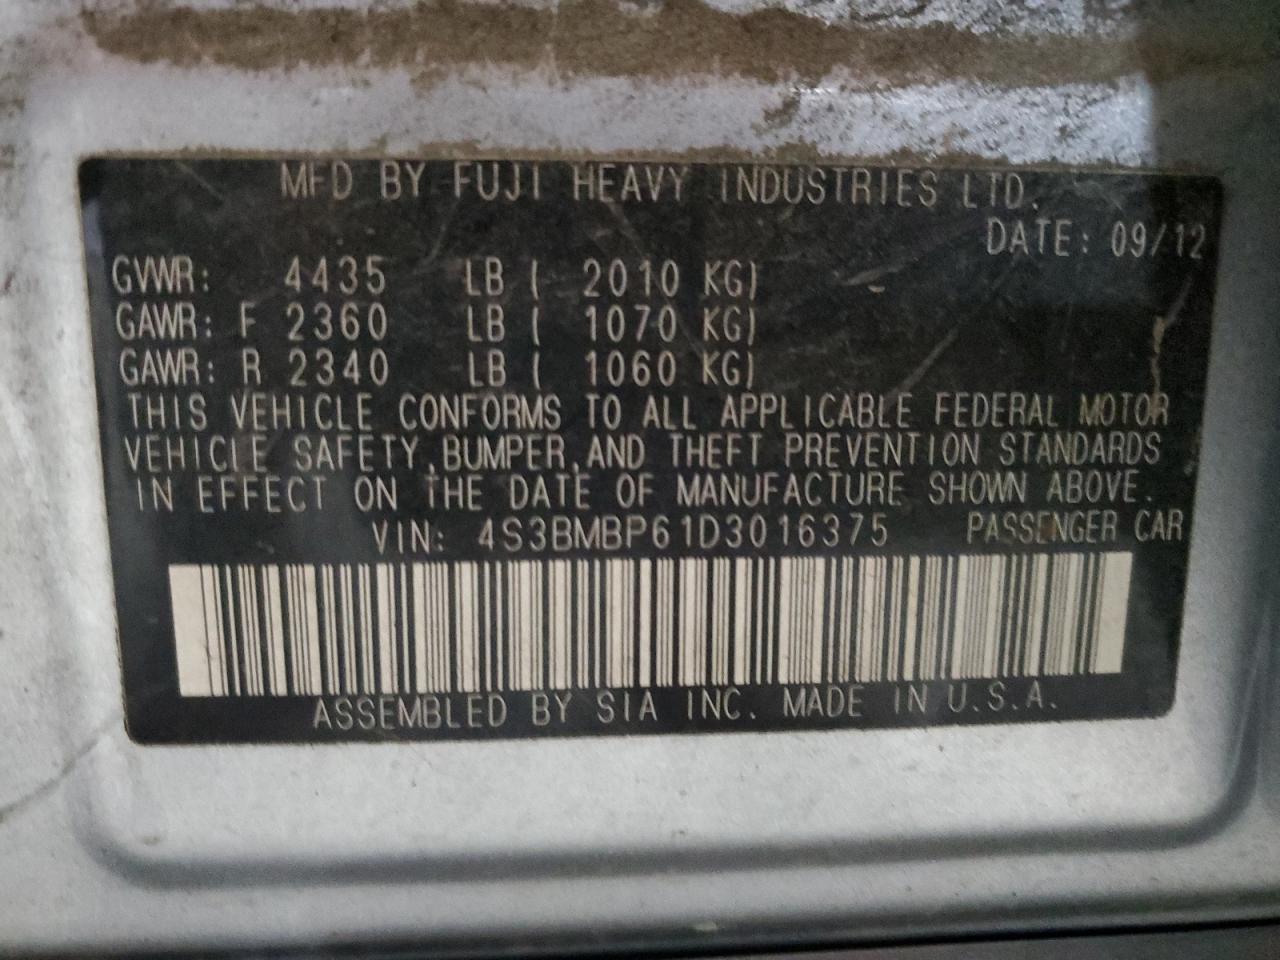 MFD BY FUJI HEAVY INDUSTRIES LTD.
DATE: 09/12
GVWR: 4435 LB ( 2010 KG)
GAWR: F 2360 LB ( 1070 KG)
GAWR: R 2340 LB ( 1060 KG)
THIS VEHICLE CONFORMS TO ALL APPLICABLE FEDERAL MOTOR
VEHICLE SAFETY,BUMPER,AND THEFT PREVENTION STANDARDS
IN EFFECT ON THE DATE OF MANUFACTURE SHOWN ABOVE.
VIN: 4S3BMBP61D3016375 PASSENGER CAR
ASSEMBLED BY SIA INC. MADE IN U.S.A.